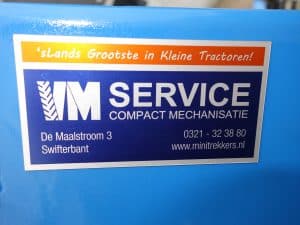 'sLands Grootste in Kleine Tractoren!
VM SERVICE
COMPACT MECHANISATIE
De Maalstroom 3
0321 - 32 38 80
Swifterbant
www.minitrekkers.nl